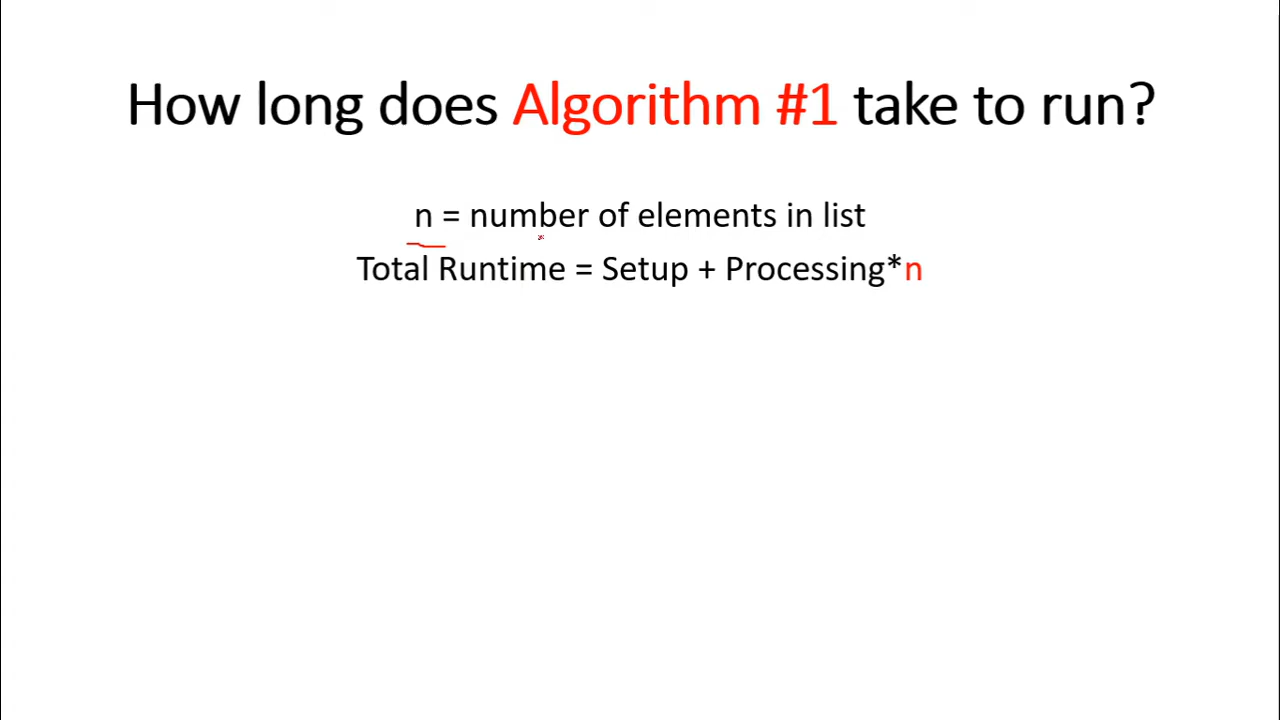 How long does Algorithm #1 take to run?
n = number of elements in list
Total Runtime = Setup + Processing*n